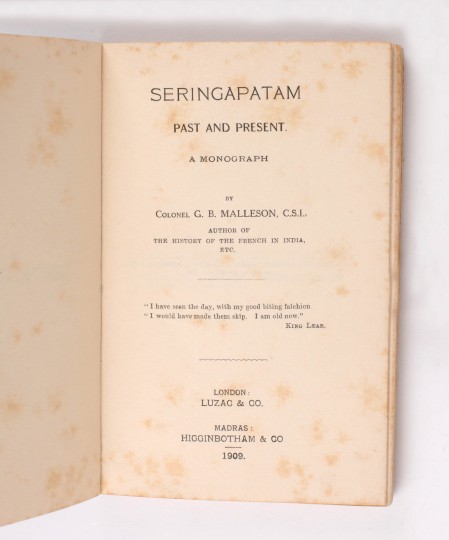 SERINGAPATAM
PAST AND PRESENT.
A MONOGRAPH
BY
COLONEL G. B. MALLESON, C.S.I.
AUTHOR OF
THE HISTORY OF THE FRENCH IN INDIA,
ETC.
"I have seen the day, with my good biting falchion
"I would have made them skip. I am old now."
KING LEAR.
LONDON:
LUZAC & CO.
MADRAS:
HIGGINBOTHAM & CO
1909.